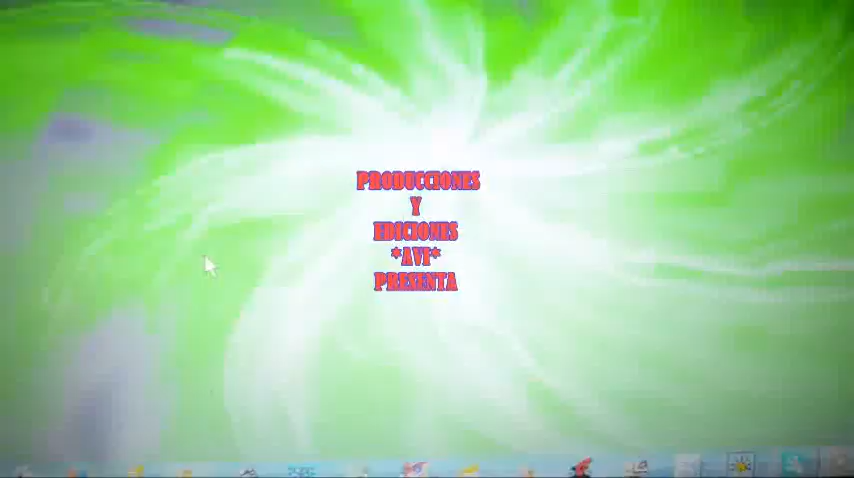 PRODUCCIONES
Y
EDICIONES
*AVF*
PRESENTA